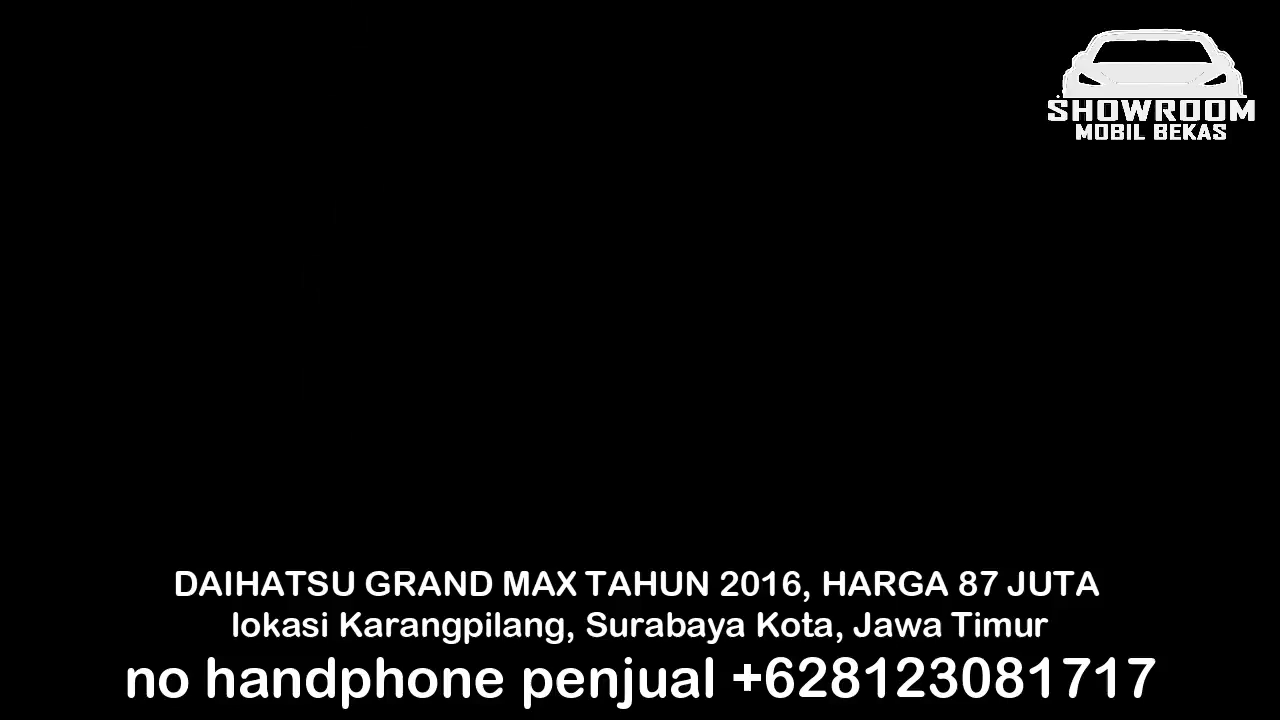 SHOWROOM
MOBIL BEKAS
DAIHATSU GRAND MAX TAHUN 2016, HARGA 87 JUTA
lokasi Karangpilang, Surabaya Kota, Jawa Timur
no handphone penjual +628123081717